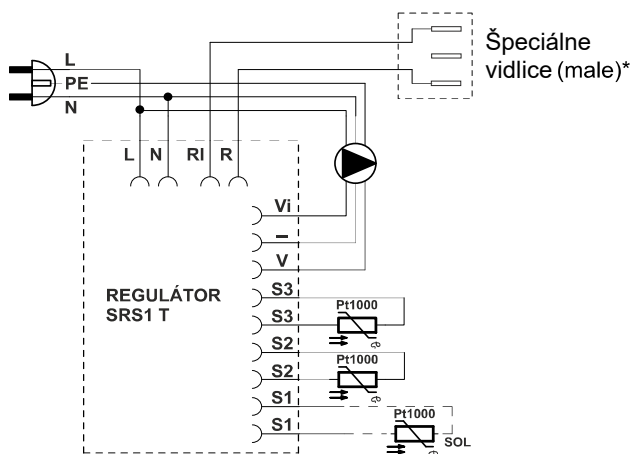 L
PE
N
Špeciálne
vidlice (male)*
L N RI R
Vi
–
V
S3
S3
S2
S2
S1
S1
REGULÁTOR
SRS1 T
Pt1000
Pt1000
Pt1000
SOL